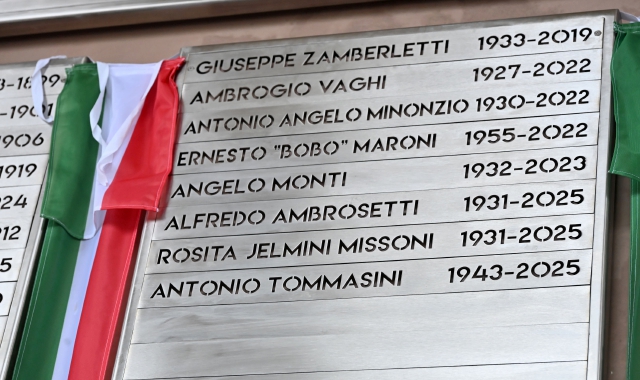 GIUSEPPE ZAMBERLETTI 1933-2019
AMBROGIO VAGHI 1927-2022
ANTONIO ANGELO MINONZIO 1930-2022
ERNESTO "BOBO" MARONI 1955-2022
ANGELO MONTI 1932-2023
ALFREDO AMBROSETTI 1931-2025
ROSITA JELMINI MISSONI 1931-2025
ANTONIO TOMMASINI 1943-2025